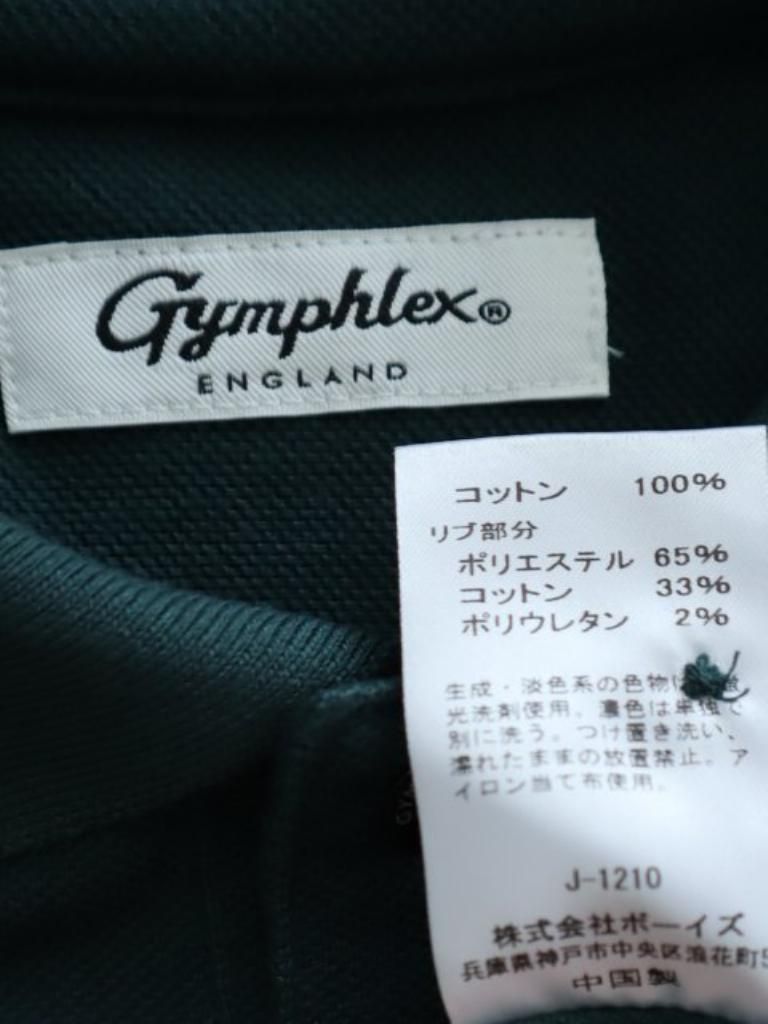 Gymphlex®
ENGLAND
コットン 100%
リブ部分
ポリエステル 65%
コットン 33%
ポリウレタン 2%
生成・淡色系の色物は
光洗剤使用。濃色は単独で
別に洗う。つけ置き洗い、
濡れたままの放置禁止。ア
イロン当て布使用。
J-1210
株式会社ボーイズ
兵庫県神戸市中央区浪花町5
中国製